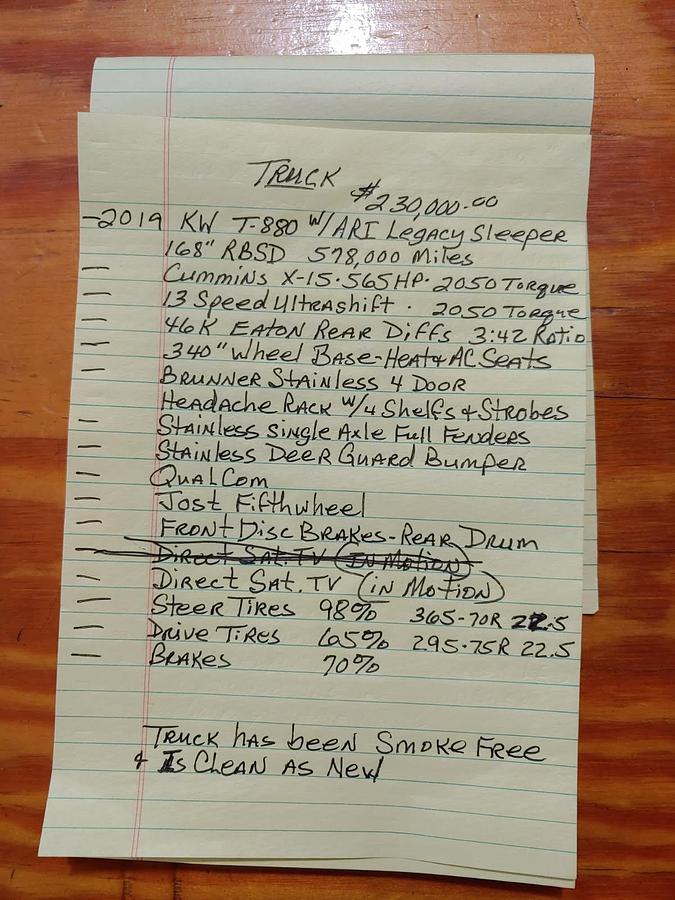 TRUCK
$230,000.00
-2019 KW T-880 W/ARI Legacy Sleeper
168" RBSD 578,000 Miles
- Cummins X-15·565HP· 2050 Torque
- 13 Speed Ultrashift · 2050 Torque
- 46K EATON REAR DIFFS 3:42 Ratio
- 340" Wheel BASE-HEAT& AC SEATS
- BRUNNER STAINLESS 4 DOOR
HEADACHE RACK W/4 SHELFS & STROBES
- STAINLESS SINGLE AXLE FULL FENDERS
- STAINLESS DEER GUARD BUMPER
- QUALCOM
- Jost Fifthwheel
- FRONT DISC BRAKES-REAR DRUM
- DIRECT SAT. TV (IN MOTION)
- DIRECT SAT. TV (in MOTION)
- STEER TIRES 98% 365-70R 22.5
- DRIVE TIRES 65% 295-75R 22.5
- BRAKES 70%
TRUCK has been SMOKE FREE
& Is CLEAN AS NEW